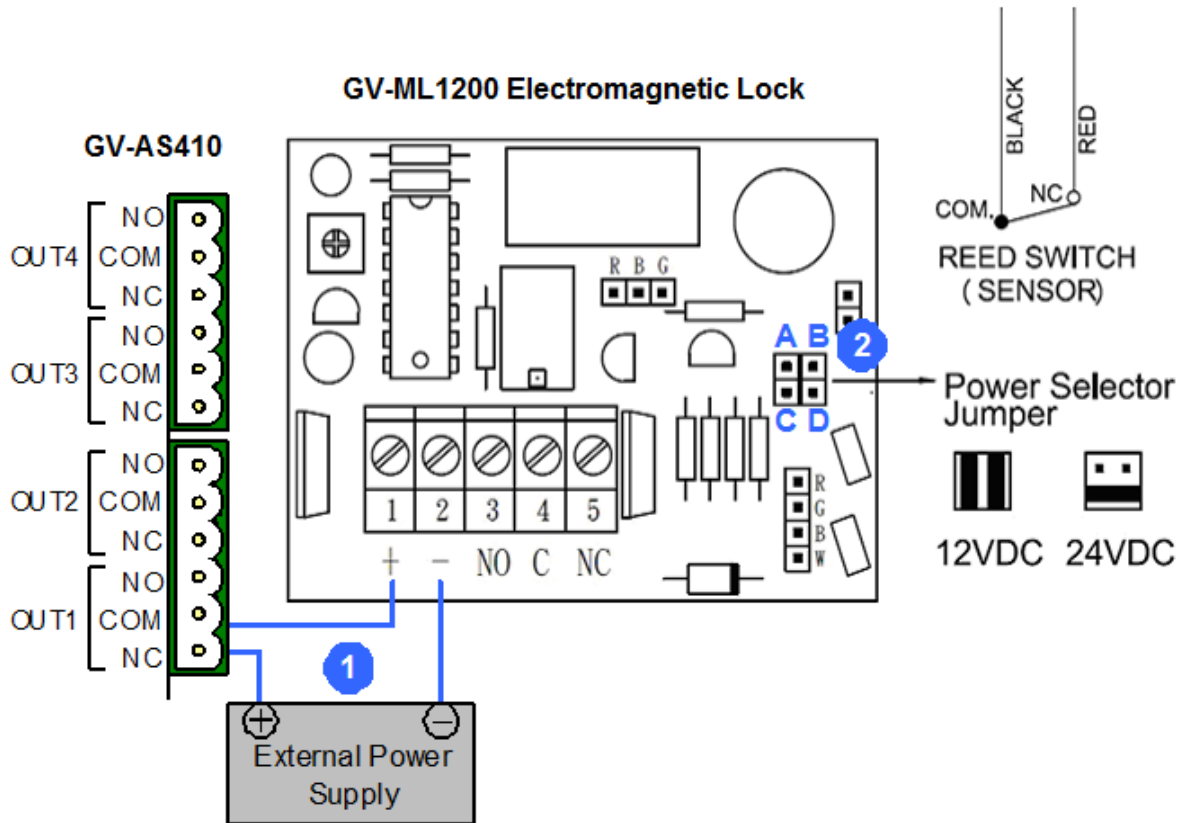 GV-ML1200 Electromagnetic Lock
GV-AS410
BLACK
RED
COM.
NC
REED SWITCH
( SENSOR)
OUT4
NO
COM
NC
OUT3
NO
COM
NC
OUT2
NO
COM
NC
OUT1
NO
COM
NC
R B G
A B
C D
2
Power Selector
Jumper
12VDC 24VDC
R
G
B
W
1 2 3 4 5
+ − NO C NC
1
+ −
External Power
Supply